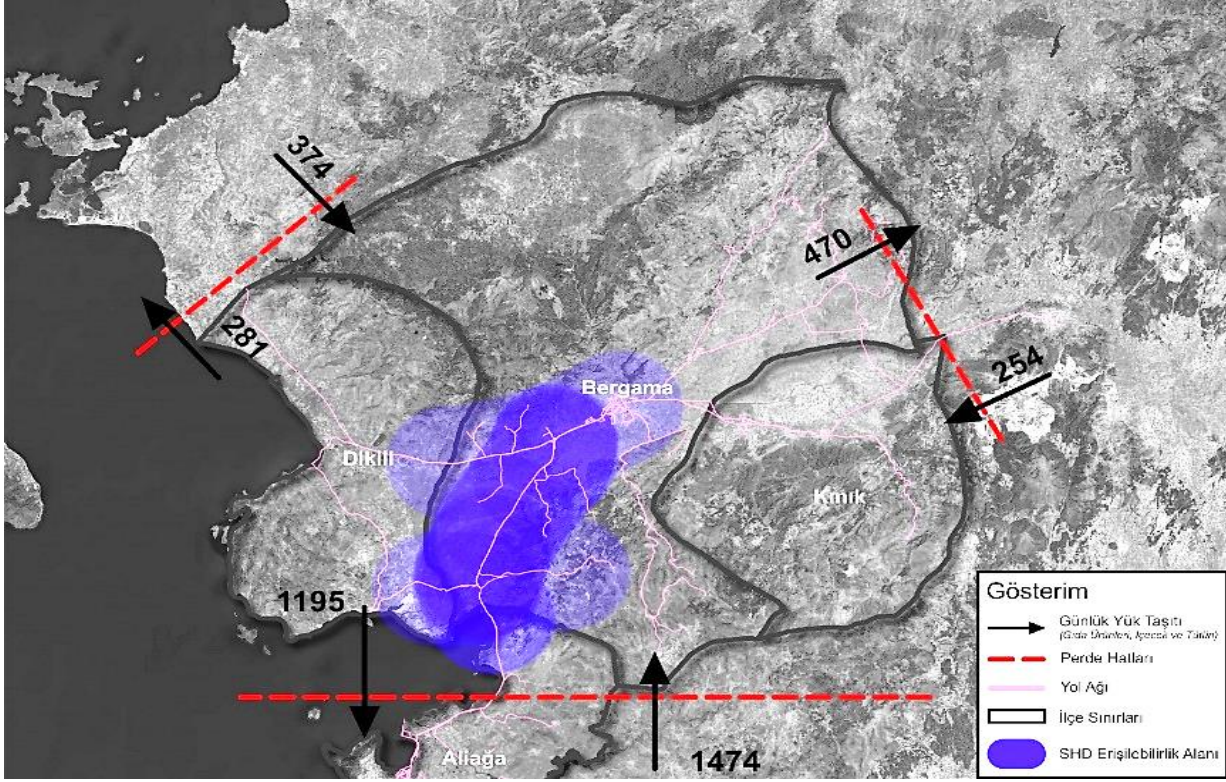 374
470
281
254
Bergama
Dikili
Kınık
1195
1474
Aliağa
Gösterim
Günlük Yük Taşıtı
(Gıda Ürünleri, İçecek ve Tütün)
Perde Hatları
Yol Ağı
İlçe Sınırları
SHD Erişilebilirlik Alanı